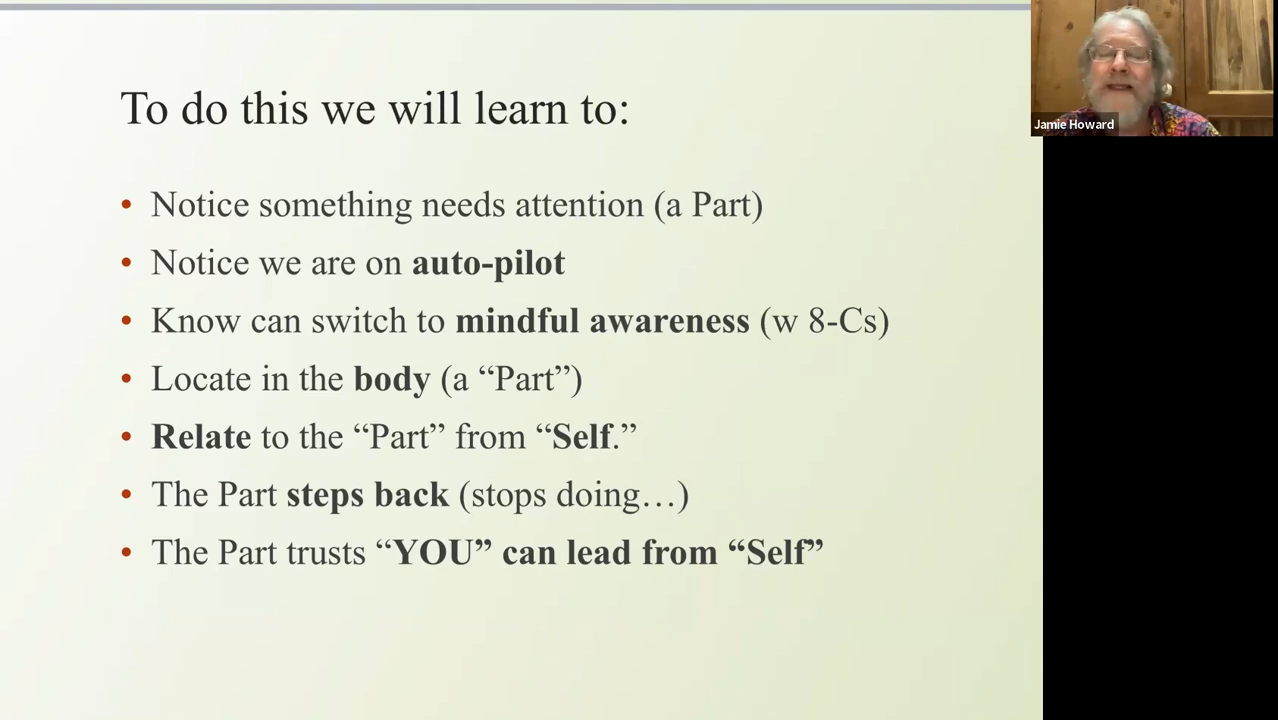 To do this we will learn to:
• Notice something needs attention (a Part)
• Notice we are on auto-pilot
• Know can switch to mindful awareness (w 8-Cs)
• Locate in the body (a “Part”)
• Relate to the “Part” from “Self.”
• The Part steps back (stops doing…)
• The Part trusts “YOU” can lead from “Self”
Jamie Howard